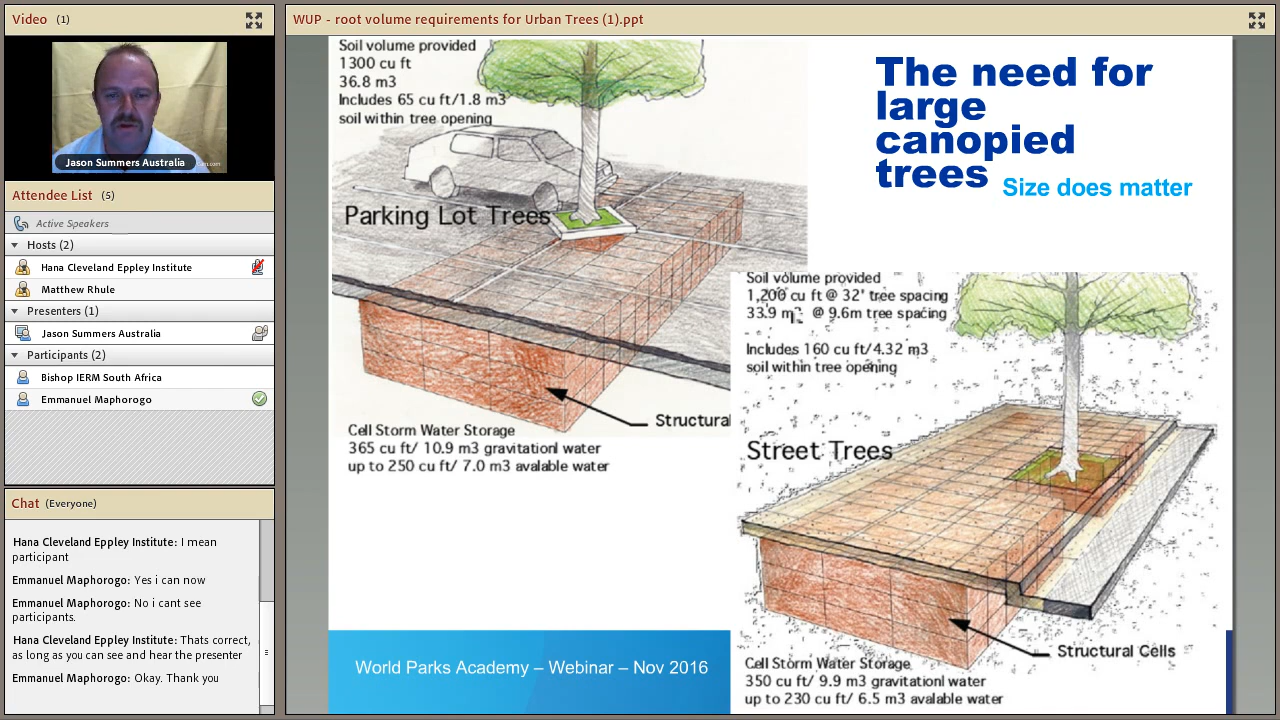 Video (1)
Jason Summers Australia
Attendee List (5)
Active Speakers
Hosts (2)
Hana Cleveland Eppley Institute
Matthew Rhule
Presenters (1)
Jason Summers Australia
Participants (2)
Bishop IERM South Africa
Emmanuel Maphorogo
Chat (Everyone)
Hana Cleveland Eppley Institute: I mean
participant
Emmanuel Maphorogo: Yes i can now
Emmanuel Maphorogo: No i cant see
participants.
Hana Cleveland Eppley Institute: Thats correct,
as long as you can see and hear the presenter
Emmanuel Maphorogo: Okay. Thank you
WUP - root volume requirements for Urban Trees (1).ppt
Soil volume provided
1300 cu ft
36.8 m3
Includes 65 cu ft/1.8 m3
soil within tree opening
Parking Lot Trees
Structural
Cell Storm Water Storage
365 cu ft/ 10.9 m3 gravitationl water
up to 250 cu ft/ 7.0 m3 avalable water
The need for
large
canopied
trees Size does matter
Soil volume provided
1,200 cu ft @ 32' tree spacing
33.9 m @ 9.6m tree spacing
Includes 160 cu ft/4.32 m3
soil within tree opening
Street Trees
Structural Cells
Cell Storm Water Storage
350 cu ft/ 9.9 m3 gravitationl water
up to 230 cu ft/ 6.5 m3 avalable water
World Parks Academy – Webinar – Nov 2016